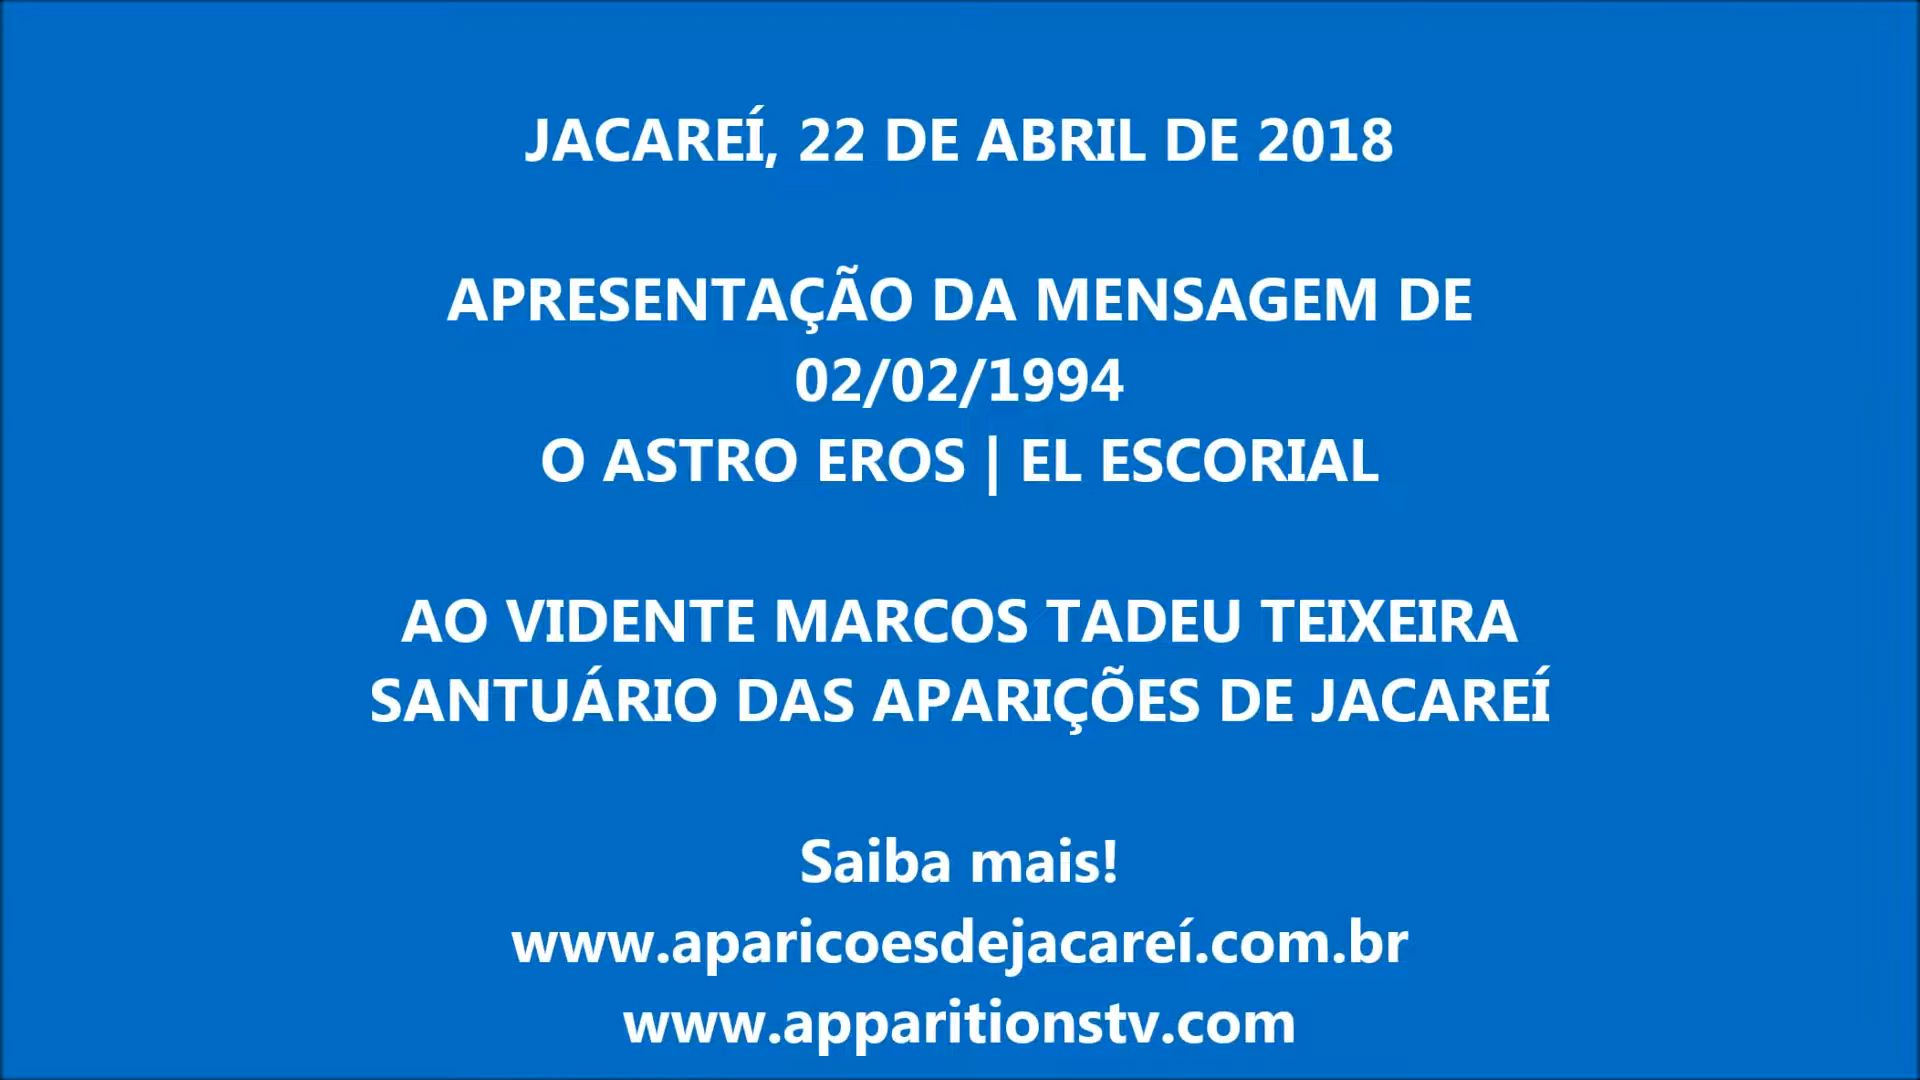 JACAREÍ, 22 DE ABRIL DE 2018
APRESENTAÇÃO DA MENSAGEM DE
02/02/1994
O ASTRO EROS | EL ESCORIAL
AO VIDENTE MARCOS TADEU TEIXEIRA
SANTUÁRIO DAS APARIÇÕES DE JACAREÍ
Saiba mais!
www.aparicoesdejacareí.com.br
www.apparitionstv.com